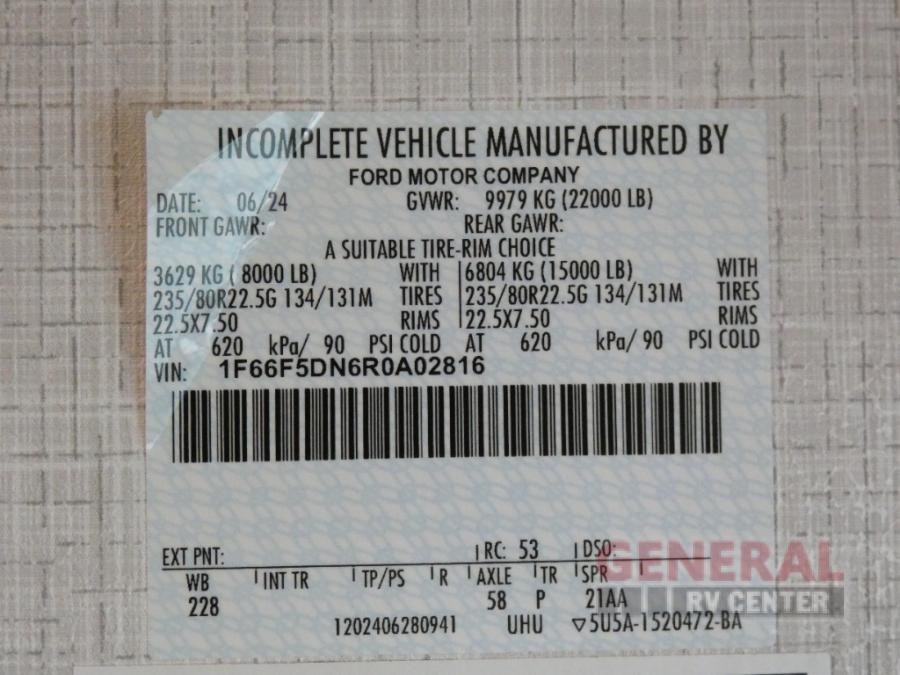 INCOMPLETE VEHICLE MANUFACTURED BY
FORD MOTOR COMPANY
DATE: 06/24 GVWR: 9979 KG (22000 LB)
FRONT GAWR: REAR GAWR:
A SUITABLE TIRE-RIM CHOICE
3629 KG ( 8000 LB) WITH 6804 KG (15000 LB) WITH
235/80R22.5G 134/131M TIRES 235/80R22.5G 134/131M TIRES
22.5X7.50 RIMS 22.5X7.50 RIMS
AT 620 kPa/ 90 PSI COLD AT 620 kPa/ 90 PSI COLD
VIN: 1F66F5DN6R0A02816
EXT PNT: RC: 53 DSO:
WB INT TR TP/PS R AXLE TR SPR
228 58 P 21AA
1202406280941 UHU ▽5U5A-1520472-BA
GENERAL
RV CENTER